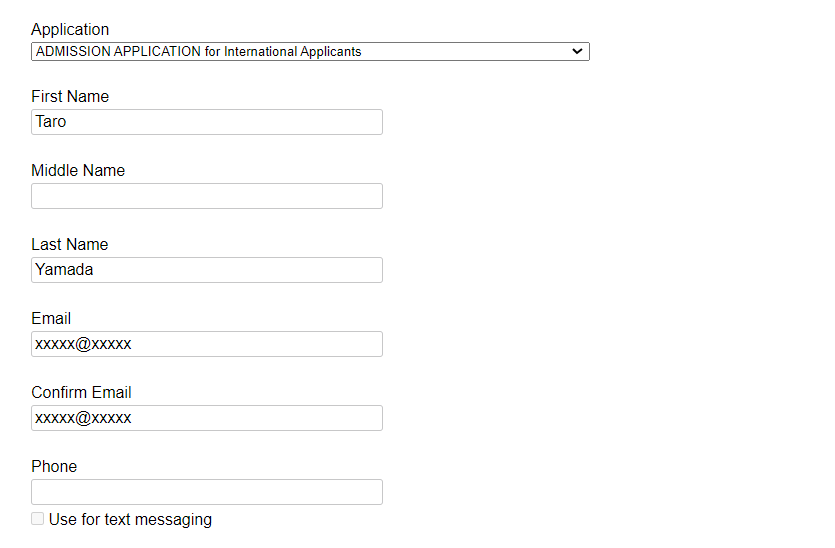 Application
ADMISSION APPLICATION for International Applicants
First Name
Taro
Middle Name
Last Name
Yamada
Email
xxxxx@xxxxx
Confirm Email
xxxxx@xxxxx
Phone
Use for text messaging